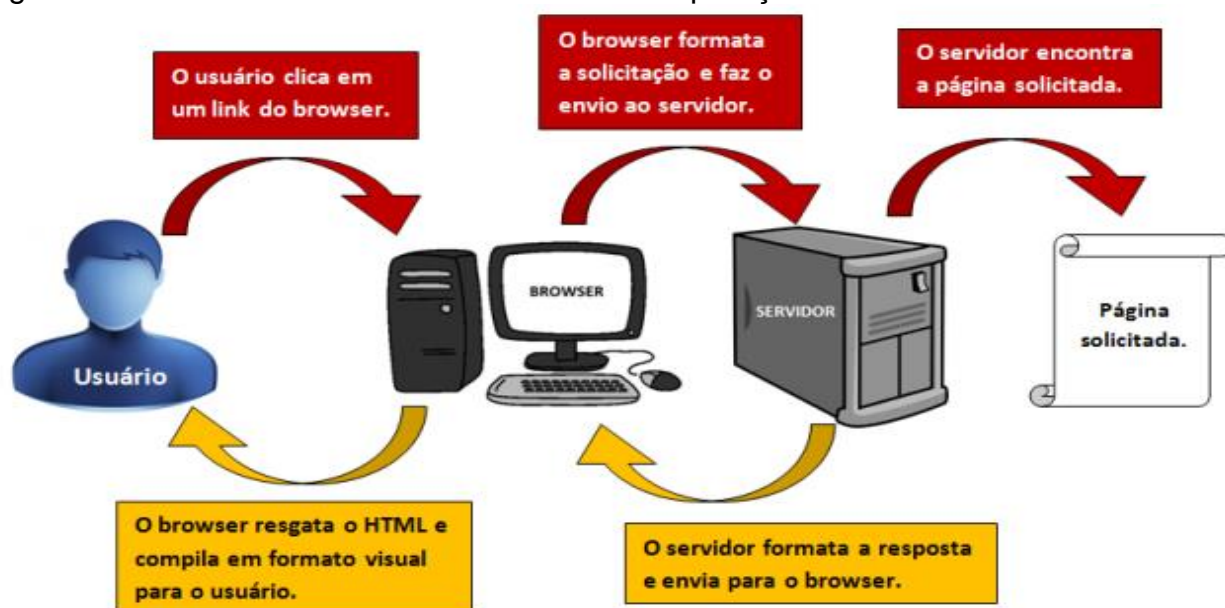 O usuário clica em
um link do browser.
O browser formata
a solicitação e faz o
envio ao servidor.
O servidor encontra
a página solicitada.
Usuário
BROWSER
SERVIDOR
Página
solicitada.
O browser resgata o HTML e
compila em formato visual
para o usuário.
O servidor formata a resposta
e envia para o browser.